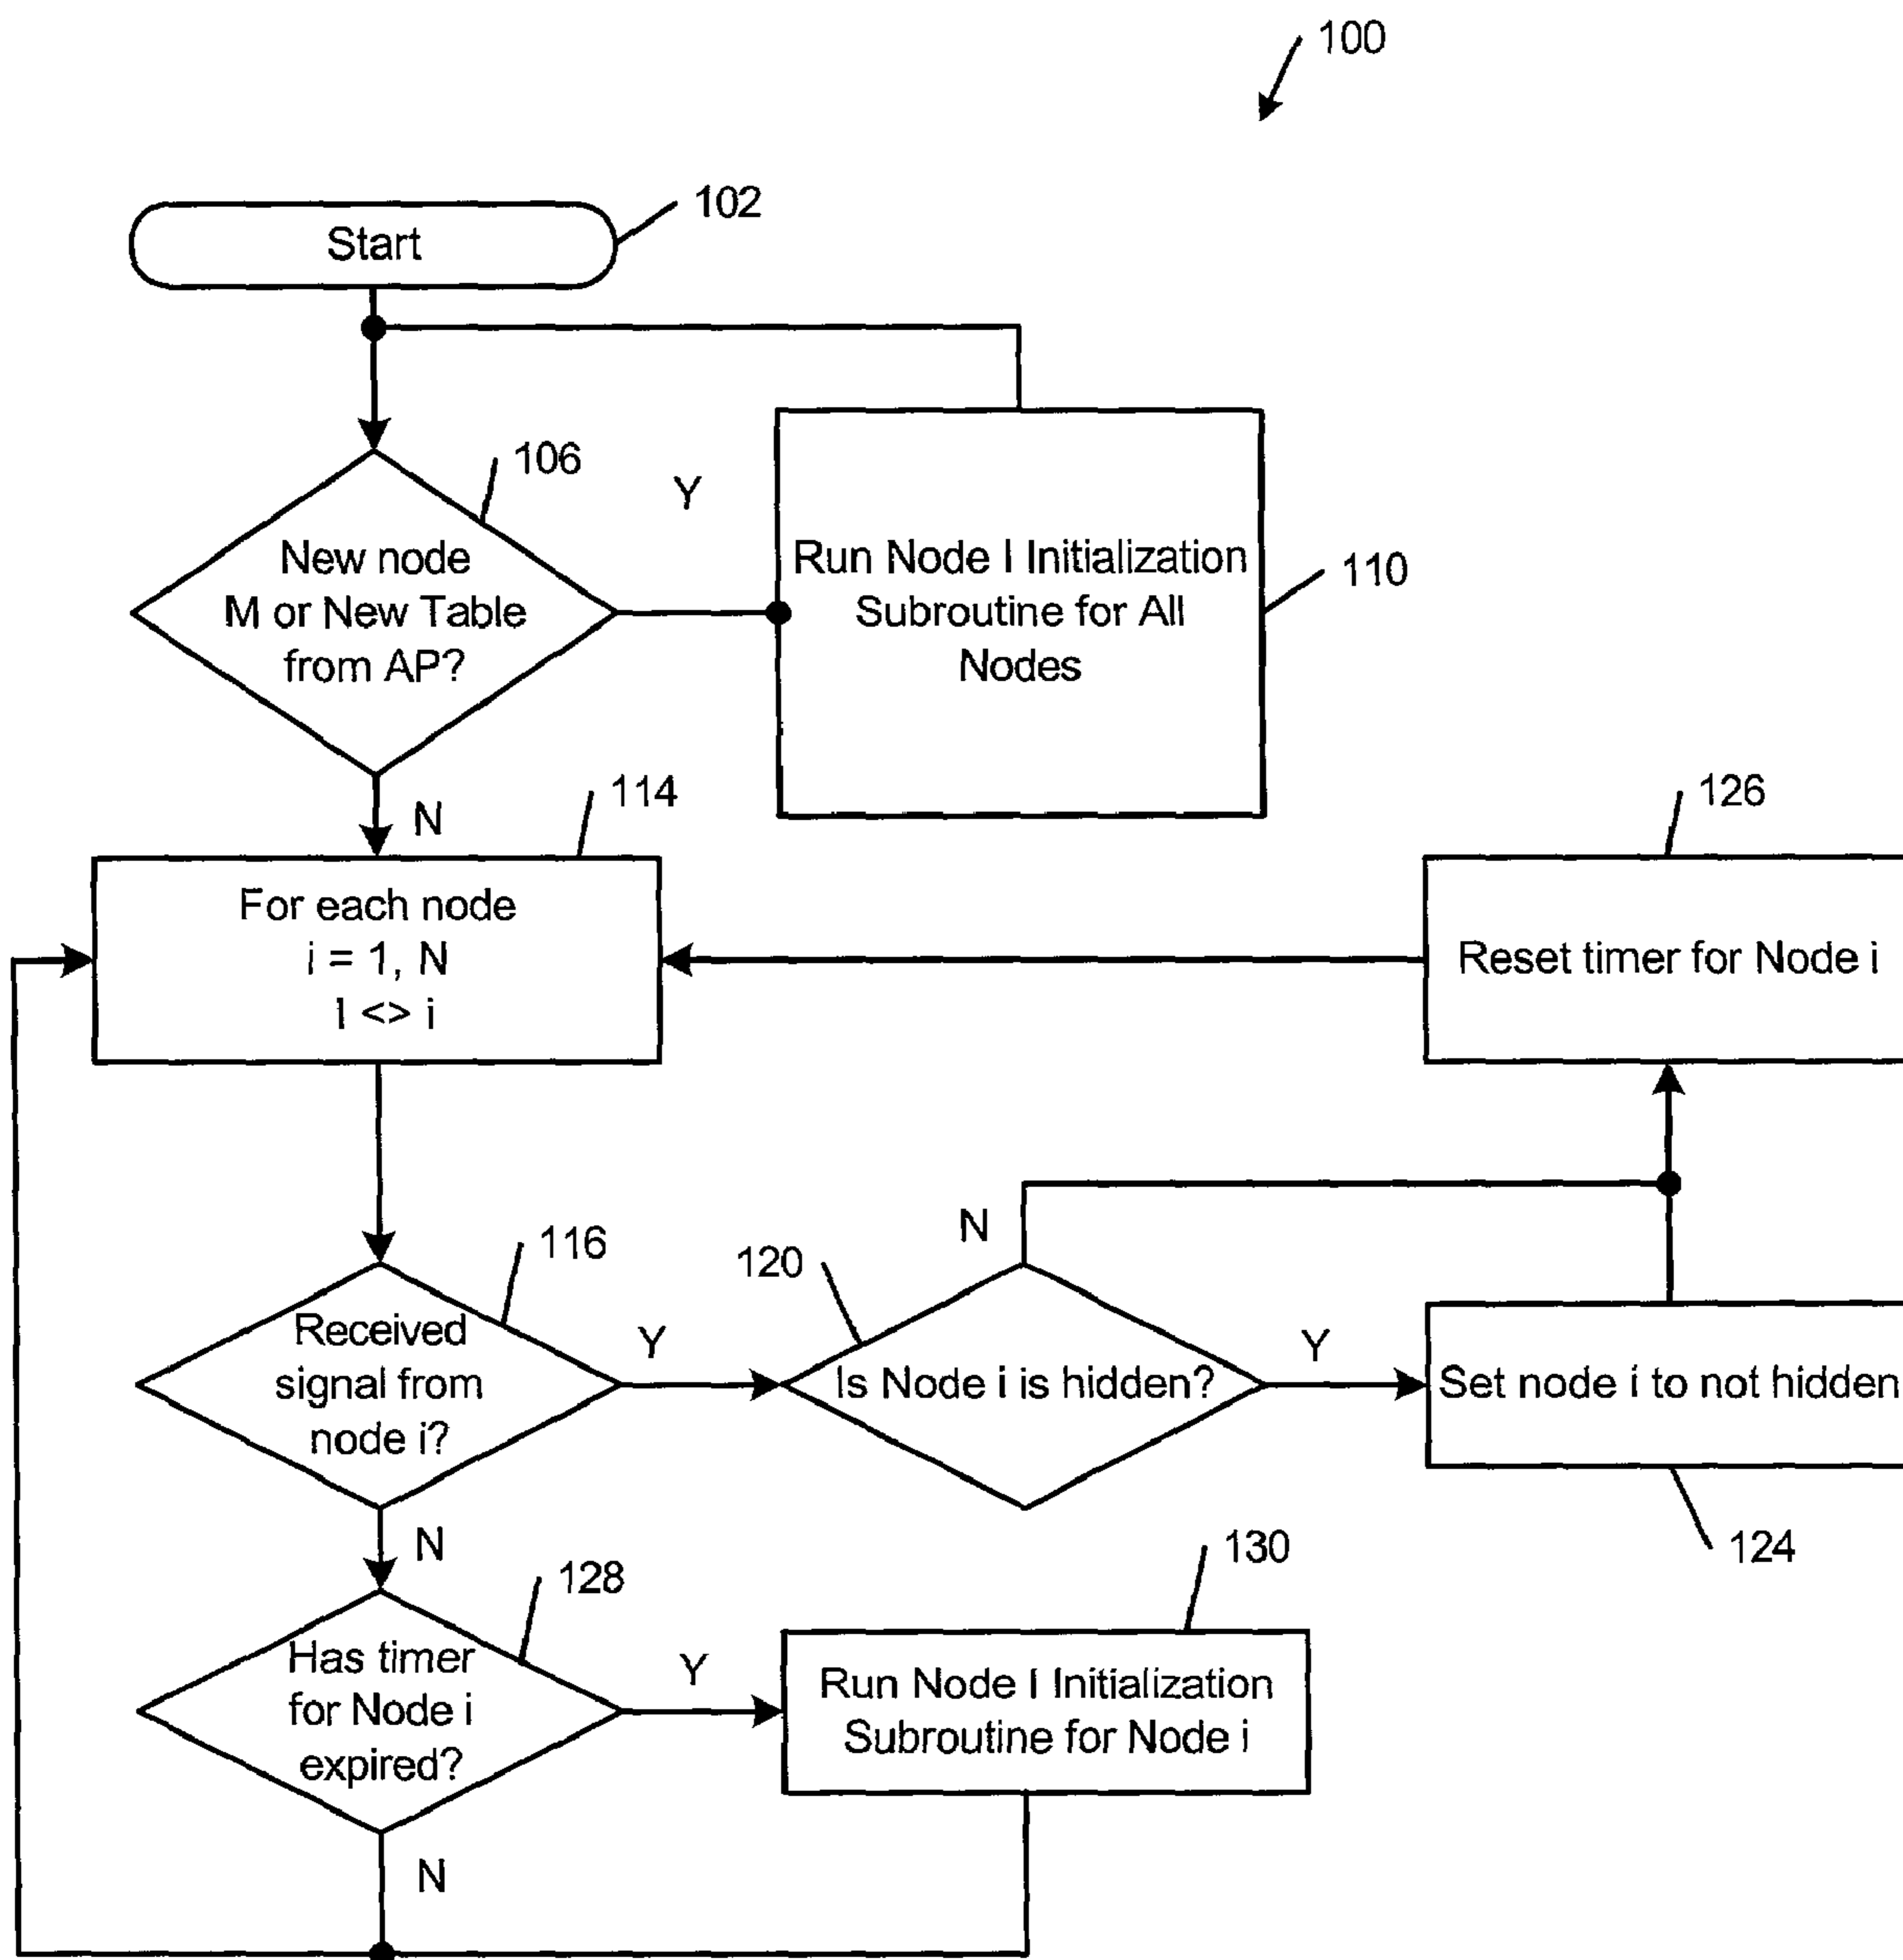 100
102
Start
106
Y
New node
M or New Table
from AP?
Run Node I Initialization
Subroutine for All
Nodes
110
N
114
126
For each node
i = 1, N
I <> i
Reset timer for Node i
116
120
N
Received
signal from
node i?
Y
Is Node i is hidden?
Y
Set node i to not hidden
N
128
130
124
Has timer
for Node i
expired?
Y
Run Node I Initialization
Subroutine for Node i
N